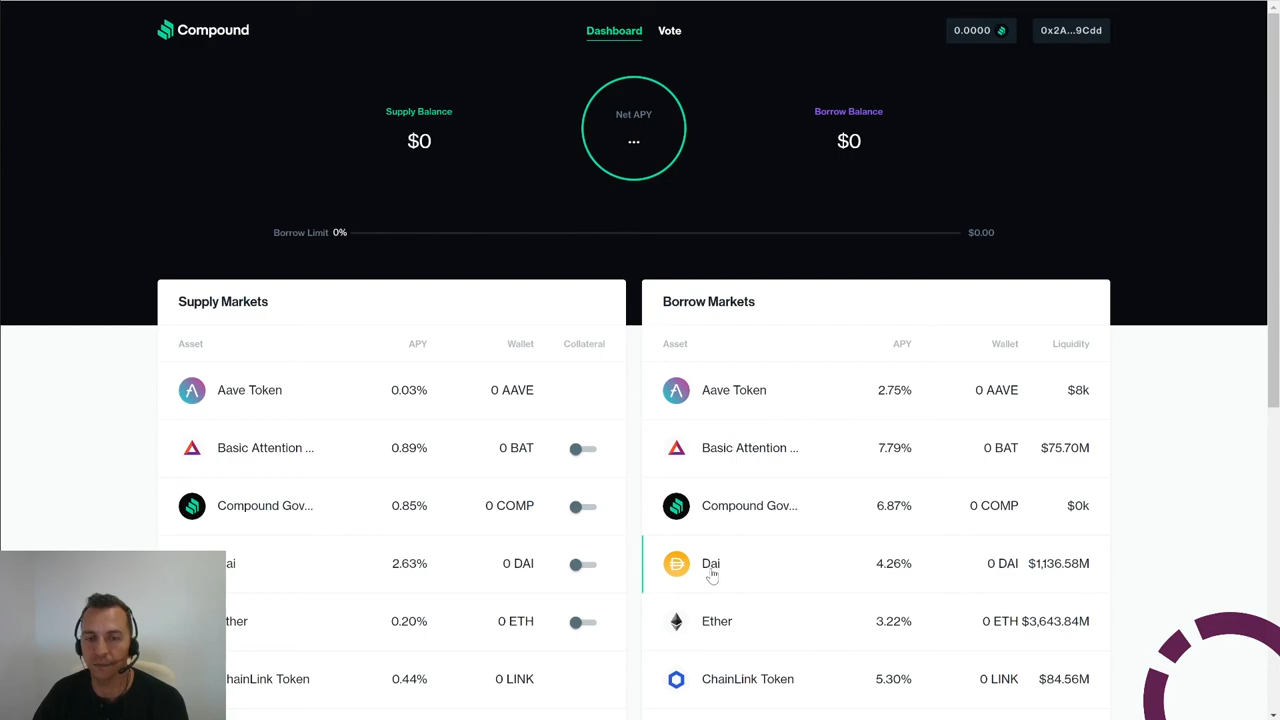 Compound
Dashboard Vote
0.0000 0x2A...9Cdd
Supply Balance
$0
Net APY
...
Borrow Balance
$0
Borrow Limit 0% $0.00
Supply Markets
Asset APY Wallet Collateral
Aave Token 0.03% 0 AAVE
Basic Attention ... 0.89% 0 BAT
Compound Gov... 0.85% 0 COMP
ai 2.63% 0 DAI
ther 0.20% 0 ETH
hainLink Token 0.44% 0 LINK
Borrow Markets
Asset APY Wallet Liquidity
Aave Token 2.75% 0 AAVE $8k
Basic Attention ... 7.79% 0 BAT $75.70M
Compound Gov... 6.87% 0 COMP $0k
Dai 4.26% 0 DAI $1,136.58M
Ether 3.22% 0 ETH $3,643.84M
ChainLink Token 5.30% 0 LINK $84.56M